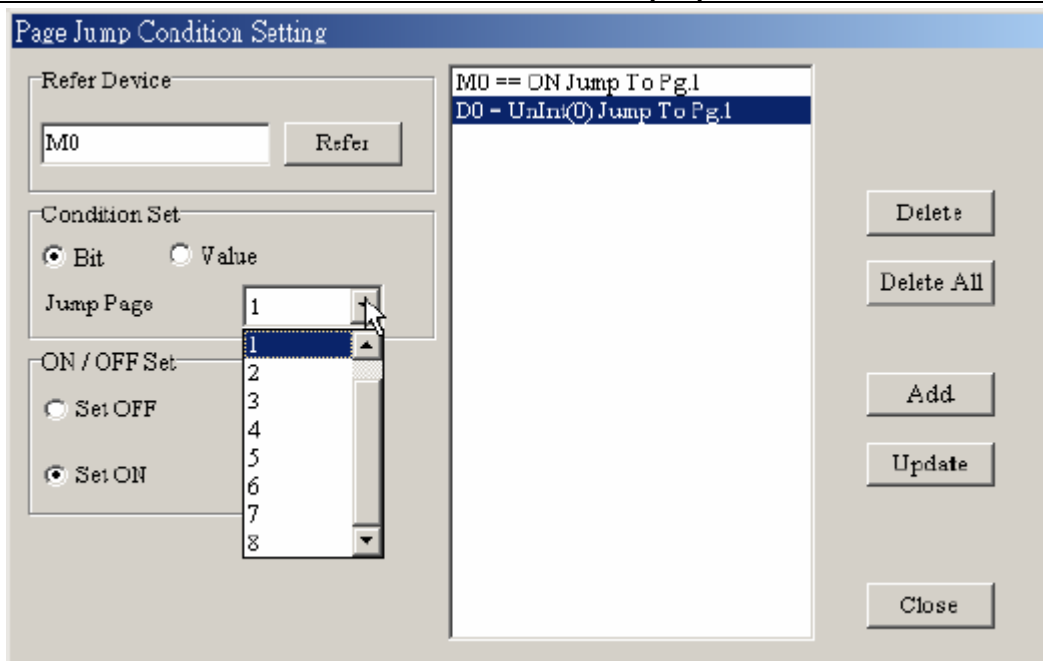 Page Jump Condition Setting
Refer Device
M0
Refer
Condition Set
Bit
Value
Jump Page
1
1
2
3
4
5
6
7
8
ON / OFF Set
Set OFF
Set ON
M0 == ON Jump To Pg.1
D0 = UnInt(0) Jump To Pg.1
Delete
Delete All
Add
Update
Close